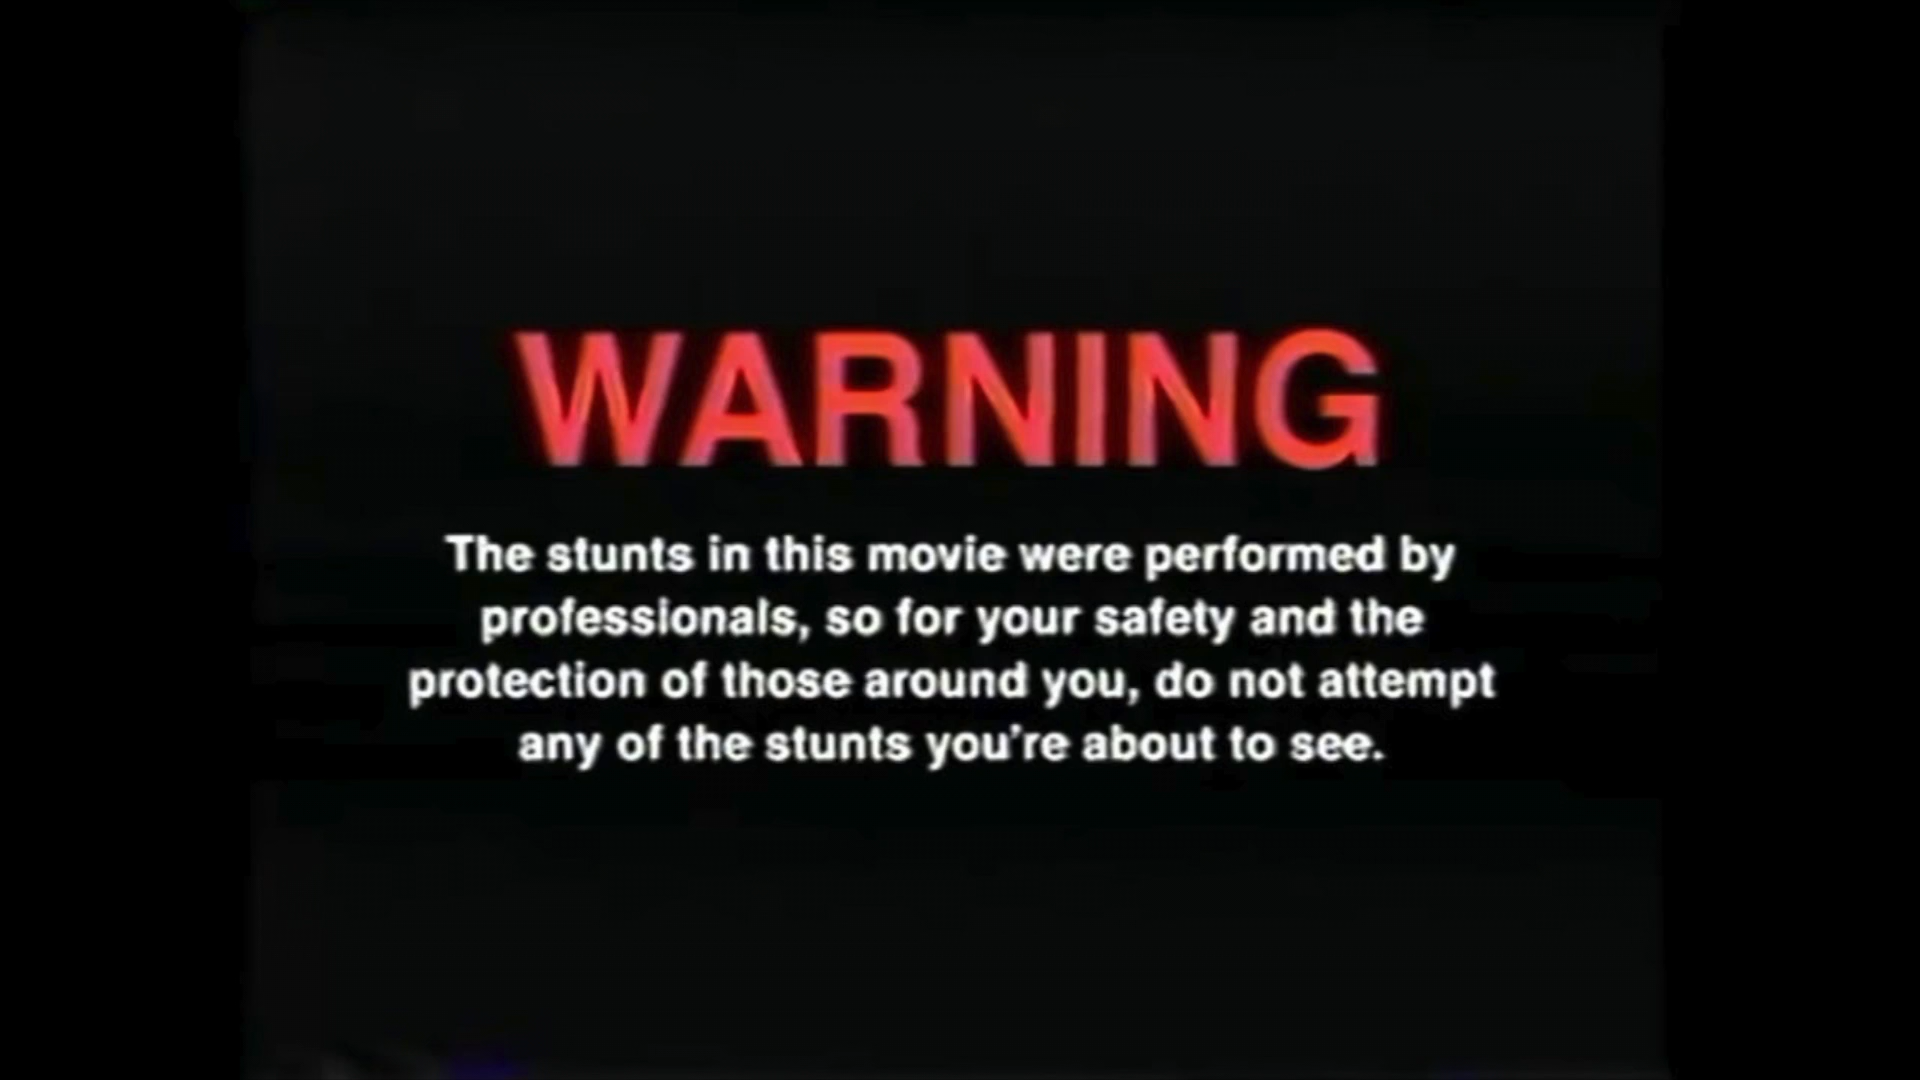 WARNING
The stunts in this movie were performed by
professionals, so for your safety and the
protection of those around you, do not attempt
any of the stunts you're about to see.